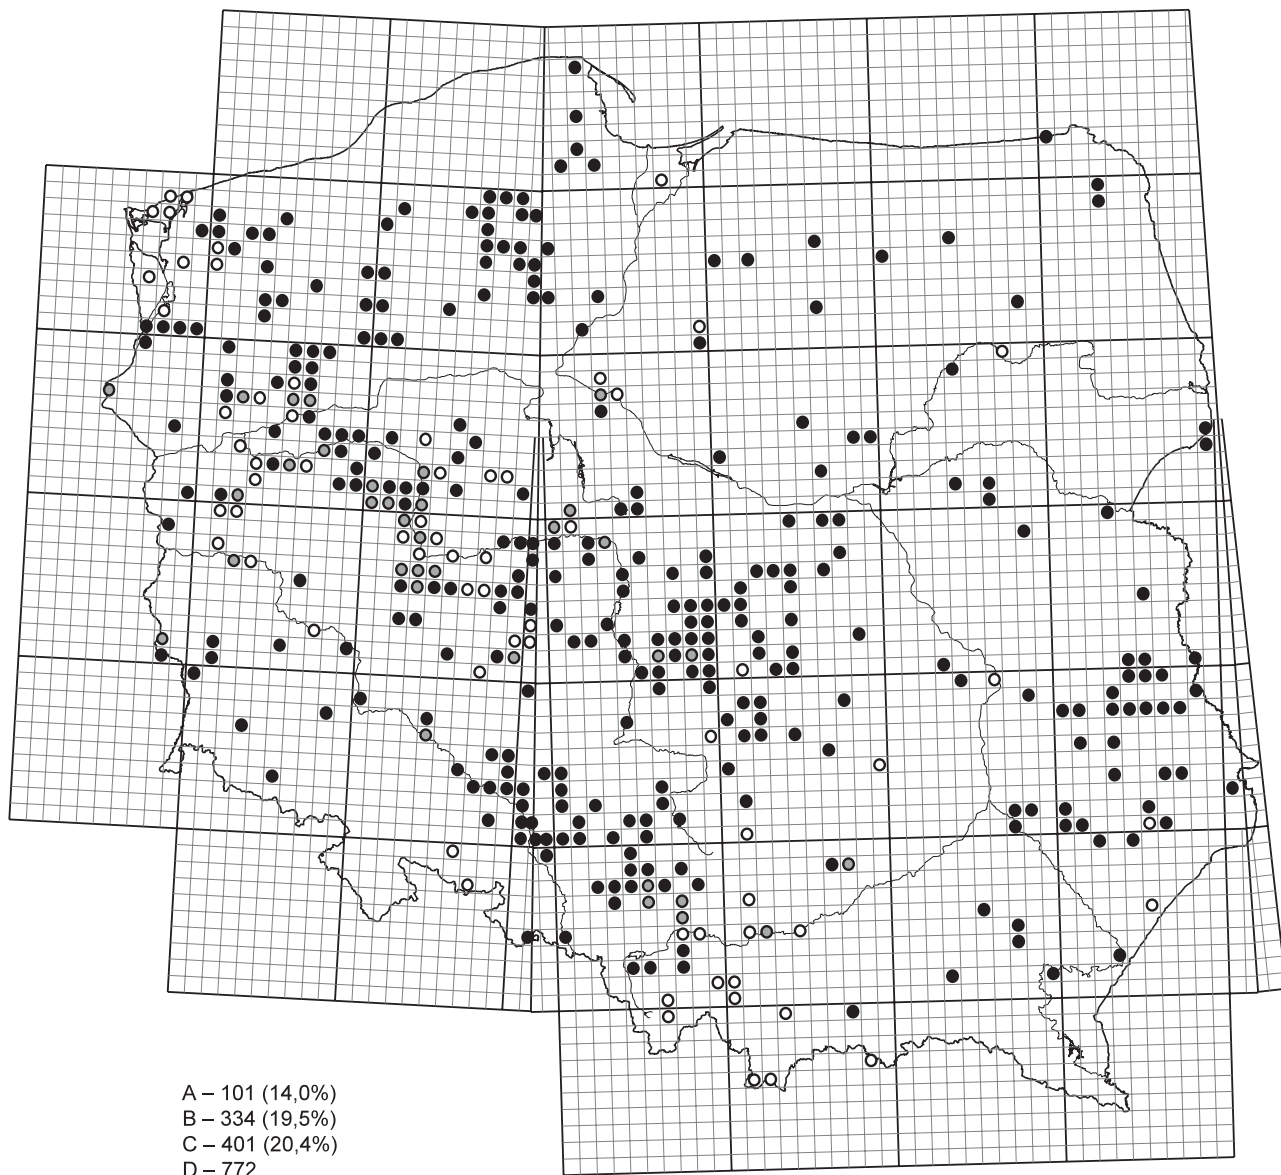 A – 101 (14,0%)
B – 334 (19,5%)
C – 401 (20,4%)
D – 772